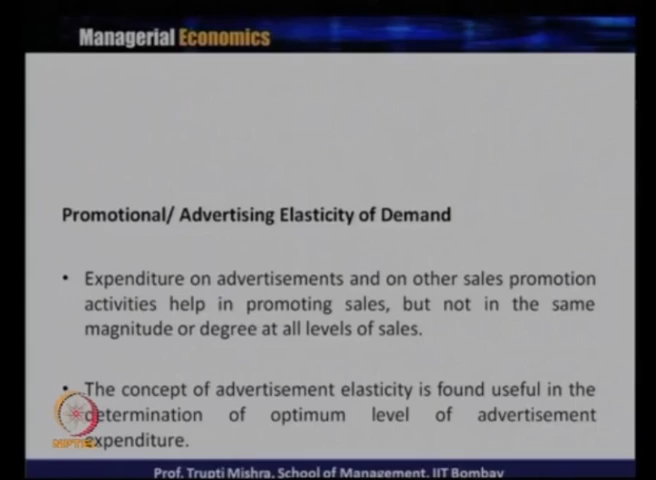 Managerial Economics
Promotional/ Advertising Elasticity of Demand
• Expenditure on advertisements and on other sales promotion
activities help in promoting sales, but not in the same
magnitude or degree at all levels of sales.
• The concept of advertisement elasticity is found useful in the
determination of optimum level of advertisement
expenditure.
NPTEL
Prof. Trupti Mishra, School of Management, IIT Bombay